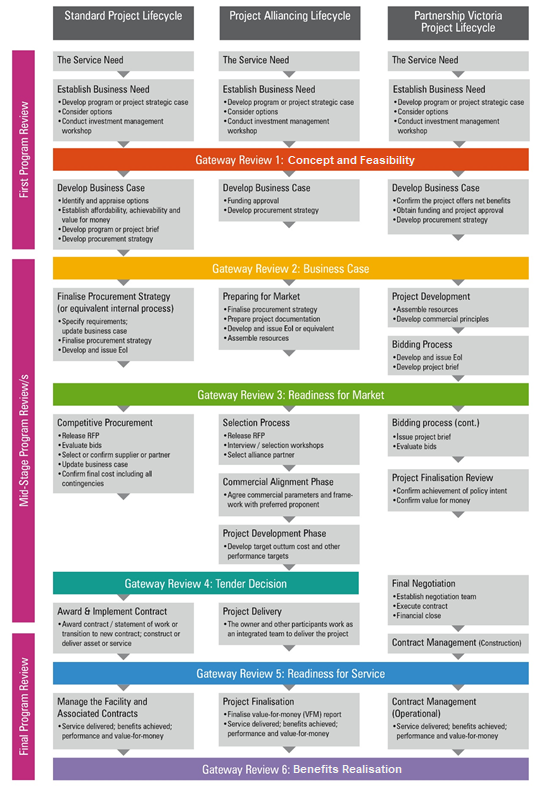 Standard Project Lifecycle
Project Alliancing Lifecycle
Partnership Victoria
Project Lifecycle
First Program Review
The Service Need
The Service Need
The Service Need
Establish Business Need
• Develop program or project strategic case
• Consider options
• Conduct investment management
workshop
Establish Business Need
• Develop program or project strategic case
• Consider options
• Conduct investment management
workshop
Establish Business Need
• Develop program or project strategic case
• Consider options
• Conduct investment management
workshop
Gateway Review 1: Concept and Feasibility
Develop Business Case
• Identify and appraise options
• Establish affordability, achievability and
value for money
• Develop program or project brief
• Develop procurement strategy
Develop Business Case
• Funding approval
• Develop procurement strategy
Develop Business Case
• Confirm the project offers net benefits
• Obtain funding and project approval
• Develop procurement strategy
Mid-Stage Program Review/s
Gateway Review 2: Business Case
Finalise Procurement Strategy
(or equivalent internal process)
• Specify requirements;
update business case
• Finalise procurement strategy
• Develop and issue EoI
Preparing for Market
• Finalise procurement strategy
• Prepare project documentation
• Develop and issue EoI or equivalent
• Assemble resources
Project Development
• Assemble resources
• Develop commercial principles
Bidding Process
• Develop and issue EoI
• Develop project brief
Gateway Review 3: Readiness for Market
Competitive Procurement
• Release RFP
• Evaluate bids
• Select or confirm supplier or partner
• Update business case
• Confirm final cost including all
contingencies
Selection Process
• Release RFP
• Interview / selection workshops
• Select alliance partner
Commercial Alignment Phase
• Agree commercial parameters and frame-
work with preferred proponent
Project Development Phase
• Develop target outturn cost and other
performance targets
Bidding process (cont.)
• Issue project brief
• Evaluate bids
Project Finalisation Review
• Confirm achievement of policy intent
• Confirm value for money
Gateway Review 4: Tender Decision
Award & Implement Contract
• Award contract / statement of work or
transition to new contract; construct or
deliver asset or service
Project Delivery
• The owner and other participants work as
an integrated team to deliver the project
Final Negotiation
• Establish negotiation team
• Execute contract
• Financial close
Contract Management (Construction)
Final Program Review
Gateway Review 5: Readiness for Service
Manage the Facility and
Associated Contracts
• Service delivered; benefits achieved;
performance and value-for-money
Project Finalisation
• Finalise value-for-money (VFM) report
• Service delivered; benefits achieved;
performance and value-for-money
Contract Management
(Operational)
• Service delivered; benefits achieved;
performance and value-for-money
Gateway Review 6: Benefits Realisation